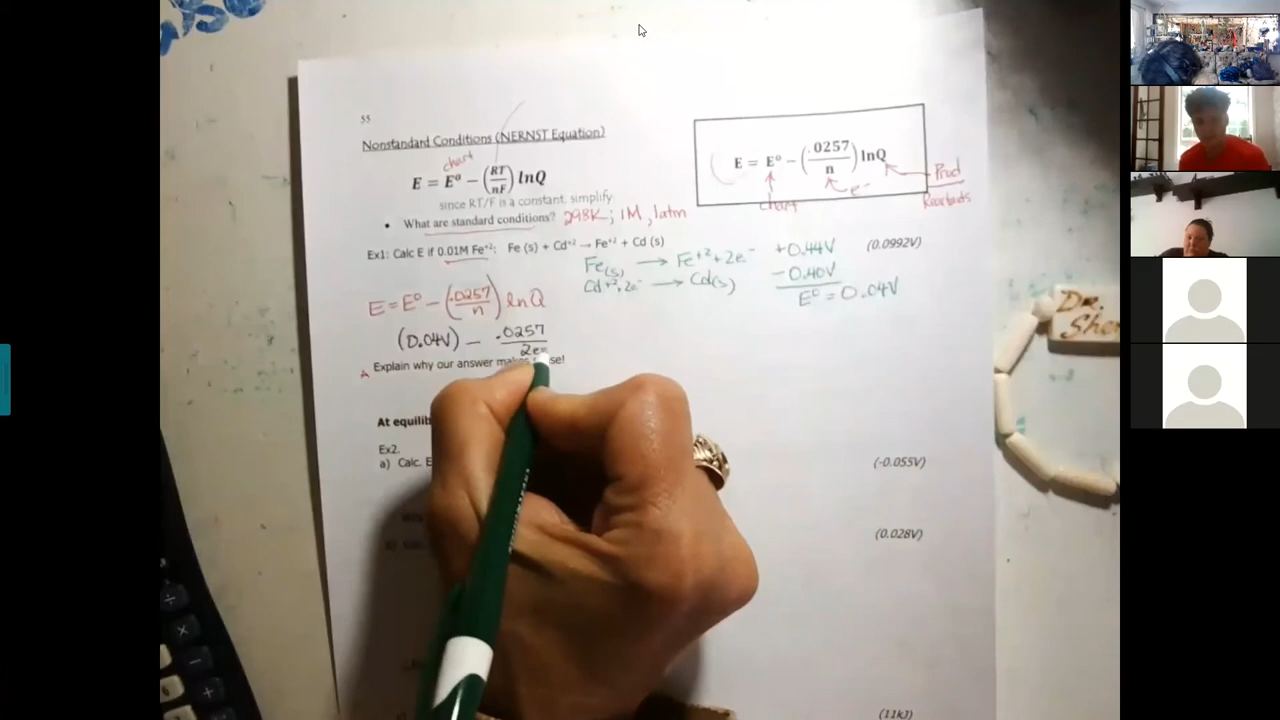 55
Nonstandard Conditions (NERNST Equation)
chart
E = E° − (RT/nF) lnQ
since RT/F is a constant, simplify
• What are standard conditions? 298K; 1M, 1atm
E = E° − (.0257/n) lnQ
chart
e⁻
Prod
Reactants
Ex1: Calc E if 0.01M Fe⁺²: Fe (s) + Cd⁺² → Fe⁺² + Cd (s)
(0.0992V)
Fe(s) → Fe⁺² + 2e⁻ +0.44V
Cd⁺² + 2e⁻ → Cd(s) −0.40V
E° = 0.04V
E = E° − (.0257/n) lnQ
(0.04V) − .0257/2e
Explain why our answer makes
At
Ex2.
a) Calc.
(-0.055V)
(0.028V)
(11kJ)
Dr.